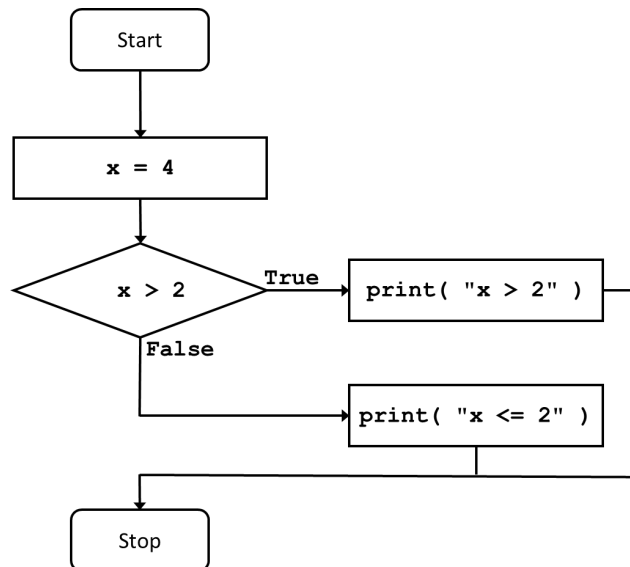 Start
x = 4
x > 2
True
print( "x > 2" )
False
print( "x <= 2" )
Stop